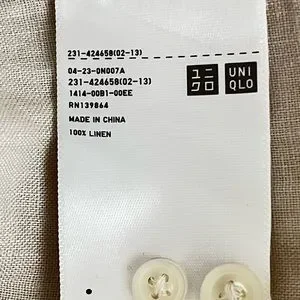 231-424658(02-13)
04-23-0N007A
231-424658(02-13)
1414-00B1-00EE
RN139864
MADE IN CHINA
100% LINEN
ユニ
クロ
UNI
QLO